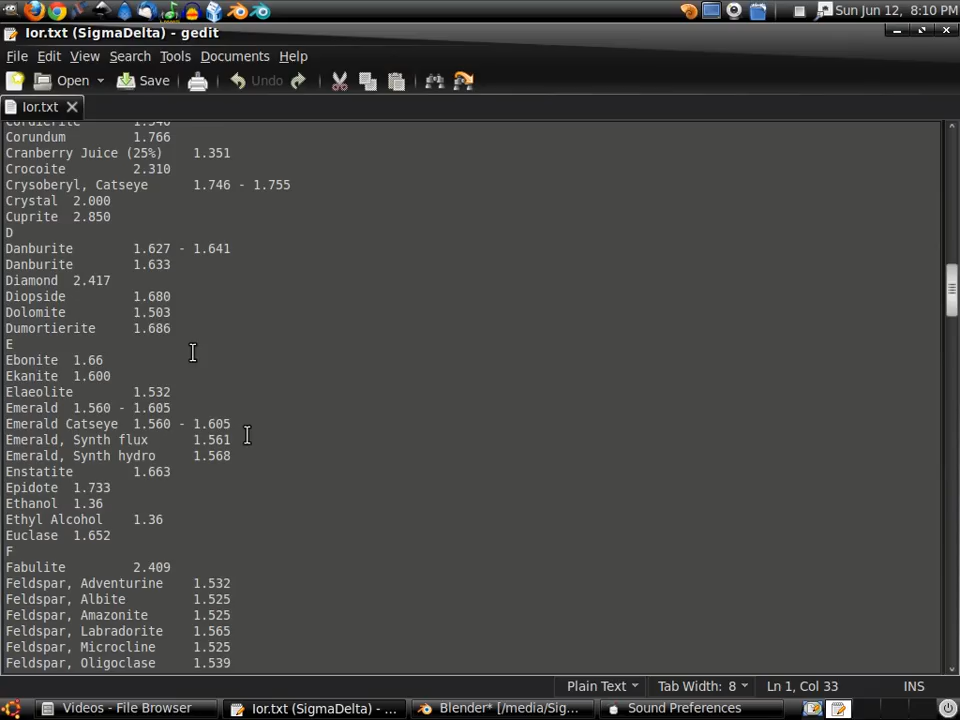 Sun Jun 12, 8:10 PM
Ior.txt (SigmaDelta) - gedit
File Edit View Search Tools Documents Help
Open Save Undo
Ior.txt
Cordierite 1.540
Corundum 1.766
Cranberry Juice (25%) 1.351
Crocoite 2.310
Crysoberyl, Catseye 1.746 - 1.755
Crystal 2.000
Cuprite 2.850
D
Danburite 1.627 - 1.641
Danburite 1.633
Diamond 2.417
Diopside 1.680
Dolomite 1.503
Dumortierite 1.686
E
Ebonite 1.66
Ekanite 1.600
Elaeolite 1.532
Emerald 1.560 - 1.605
Emerald Catseye 1.560 - 1.605
Emerald, Synth flux 1.561
Emerald, Synth hydro 1.568
Enstatite 1.663
Epidote 1.733
Ethanol 1.36
Ethyl Alcohol 1.36
Euclase 1.652
F
Fabulite 2.409
Feldspar, Adventurine 1.532
Feldspar, Albite 1.525
Feldspar, Amazonite 1.525
Feldspar, Labradorite 1.565
Feldspar, Microcline 1.525
Feldspar, Oligoclase 1.539
Plain Text Tab Width: 8 Ln 1, Col 33 INS
Videos - File Browser Ior.txt (SigmaDelta) - ... Blender* [/media/Sig... Sound Preferences